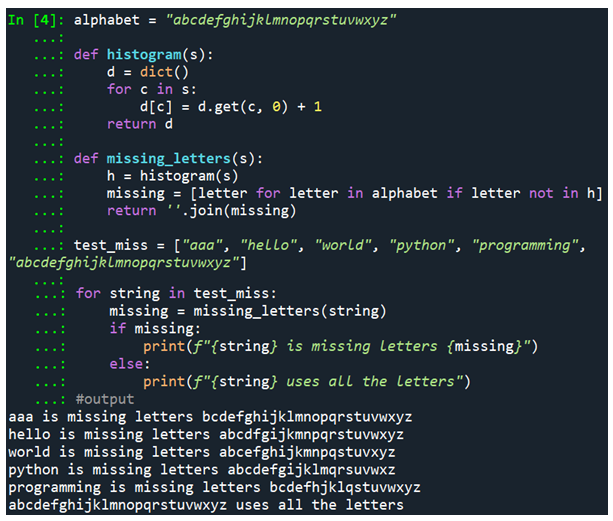 In [4]: alphabet = "abcdefghijklmnopqrstuvwxyz"
   ...:
   ...: def histogram(s):
   ...:     d = dict()
   ...:     for c in s:
   ...:         d[c] = d.get(c, 0) + 1
   ...:     return d
   ...:
   ...: def missing_letters(s):
   ...:     h = histogram(s)
   ...:     missing = [letter for letter in alphabet if letter not in h]
   ...:     return ''.join(missing)
   ...:
   ...: test_miss = ["aaa", "hello", "world", "python", "programming",
"abcdefghijklmnopqrstuvwxyz"]
   ...:
   ...: for string in test_miss:
   ...:     missing = missing_letters(string)
   ...:     if missing:
   ...:         print(f"{string} is missing letters {missing}")
   ...:     else:
   ...:         print(f"{string} uses all the letters")
   ...: #output
aaa is missing letters bcdefghijklmnopqrstuvwxyz
hello is missing letters abcdfgijkmnpqrstuvwxyz
world is missing letters abcefghijkmnpqstuvxyz
python is missing letters abcdefgijklmqrsuvwxz
programming is missing letters bcdefhjklqstuvwxyz
abcdefghijklmnopqrstuvwxyz uses all the letters